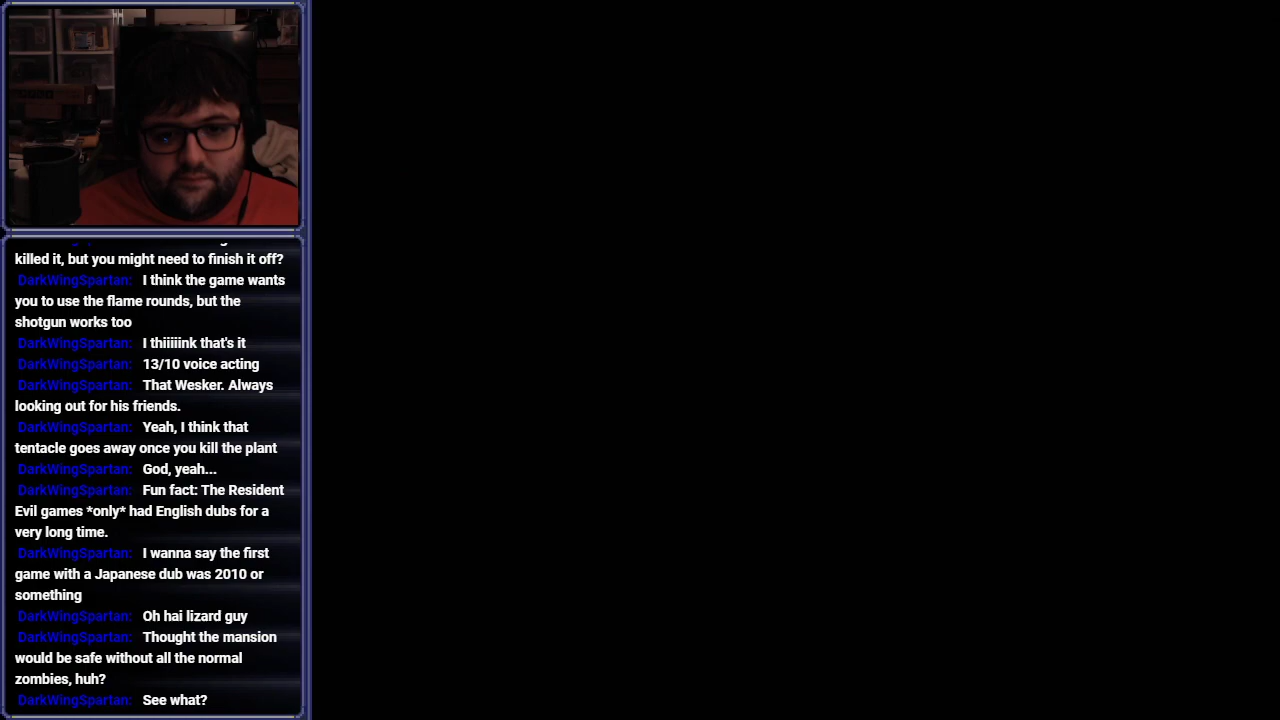 killed it, but you might need to finish it off?
DarkWingSpartan: I think the game wants
you to use the flame rounds, but the
shotgun works too
DarkWingSpartan: I thiiiiink that's it
DarkWingSpartan: 13/10 voice acting
DarkWingSpartan: That Wesker. Always
looking out for his friends.
DarkWingSpartan: Yeah, I think that
tentacle goes away once you kill the plant
DarkWingSpartan: God, yeah...
DarkWingSpartan: Fun fact: The Resident
Evil games *only* had English dubs for a
very long time.
DarkWingSpartan: I wanna say the first
game with a Japanese dub was 2010 or
something
DarkWingSpartan: Oh hai lizard guy
DarkWingSpartan: Thought the mansion
would be safe without all the normal
zombies, huh?
DarkWingSpartan: See what?